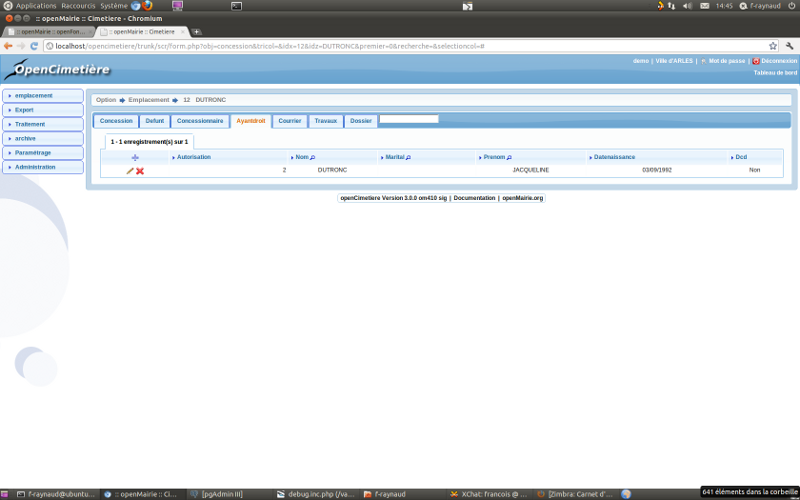 Applications Raccourcis Système 14:45 f-raynaud
:: openMairie :: Cimetiere - Chromium
:: openMairie :: openfon... :: openMairie :: Cimetiere
localhost/opencimetiere/trunk/scr/form.php?obj=concession&tricol=&idx=12&idz=DUTRONC&premier=0&recherche=&selectioncol=#
OpenCimetière
demo | Ville d'ARLES | Mot de passe | Déconnexion
Tableau de bord
emplacement
Export
Traitement
archive
Paramétrage
Administration
Option Emplacement 12 DUTRONC
Concession Defunt Concessionnaire Ayantdroit Courrier Travaux Dossier
1 - 1 enregistrement(s) sur 1
Autorisation Nom Marital Prenom Datenaissance Dcd
2 DUTRONC JACQUELINE 03/09/1992 Non
openCimetiere Version 3.0.0 om410 sig | Documentation | openMairie.org
f-raynaud@ubuntu... :: openMairie :: Ci... [pgAdmin III] debug.inc.php (/va... f-raynaud XChat: francois @ ... [Zimbra: Carnet d'...
641 éléments dans la corbeille